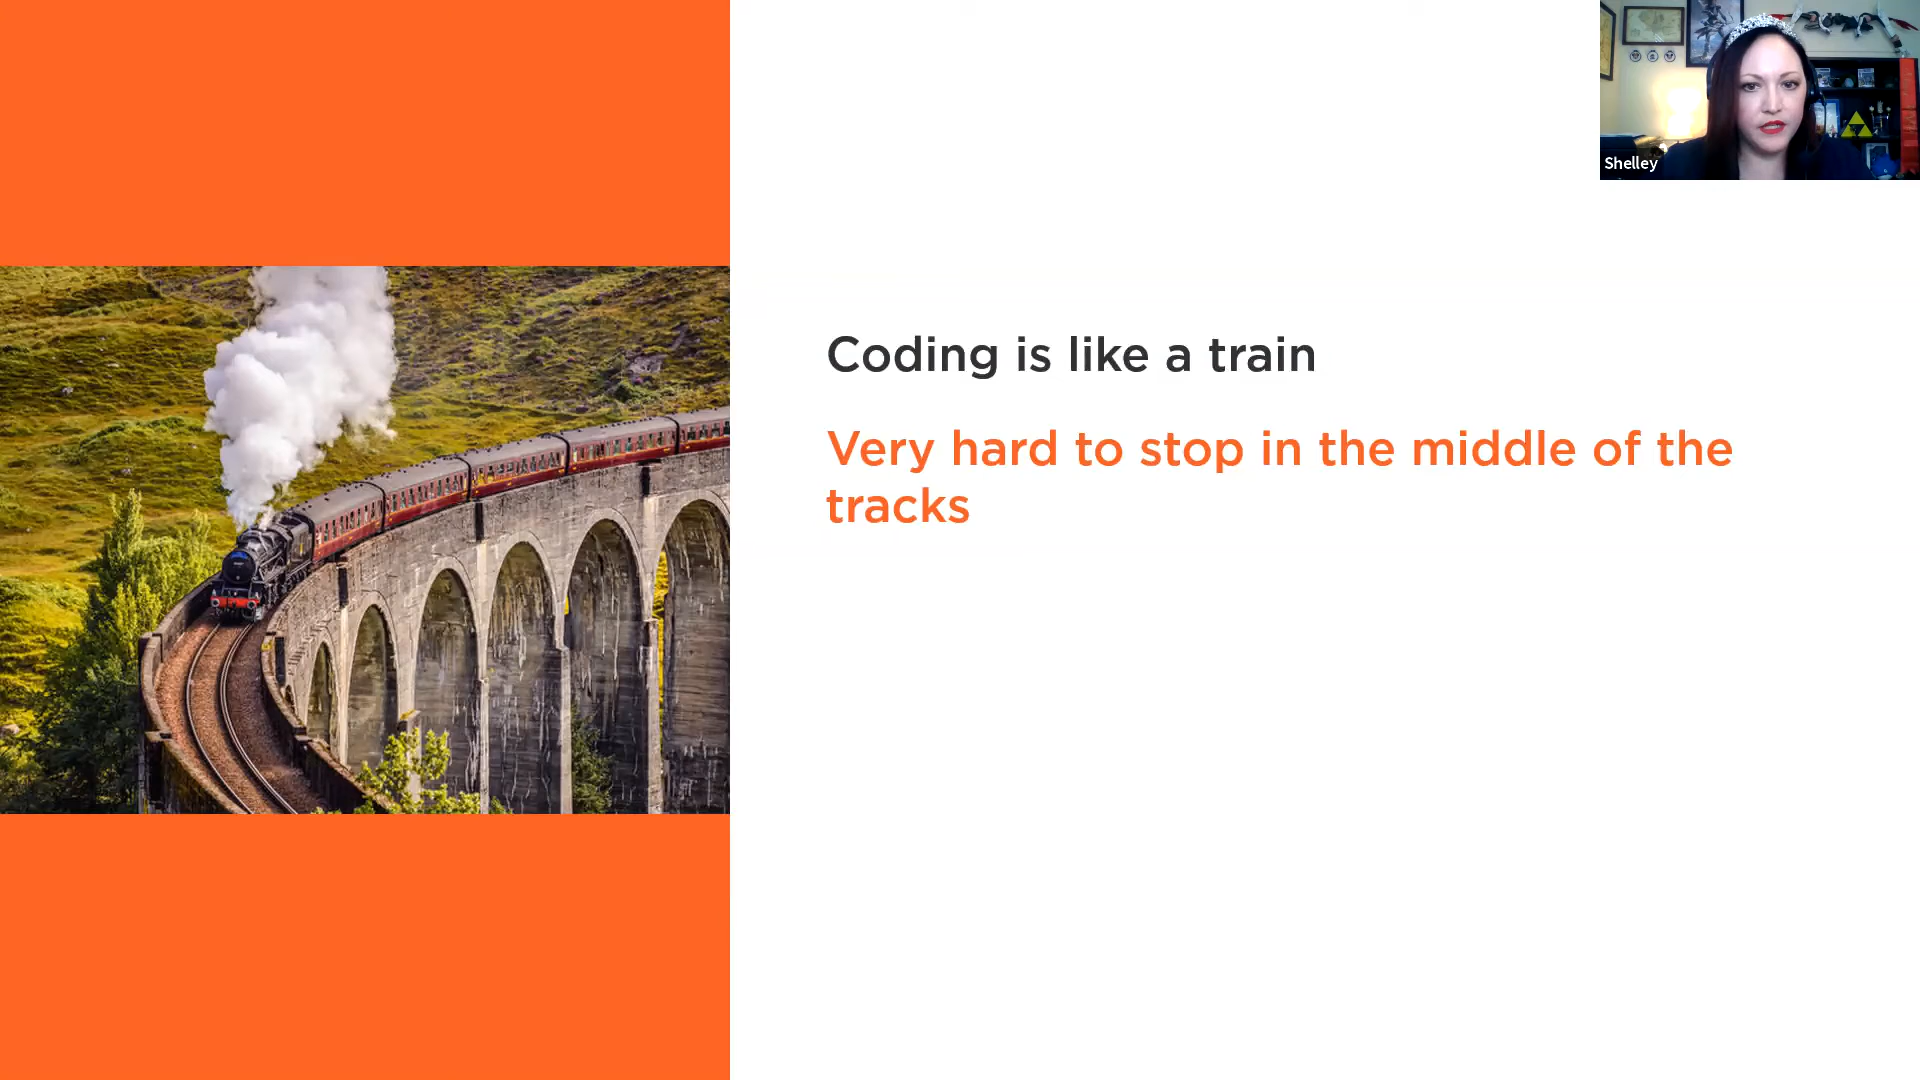 Shelley
Coding is like a train
Very hard to stop in the middle of the
tracks